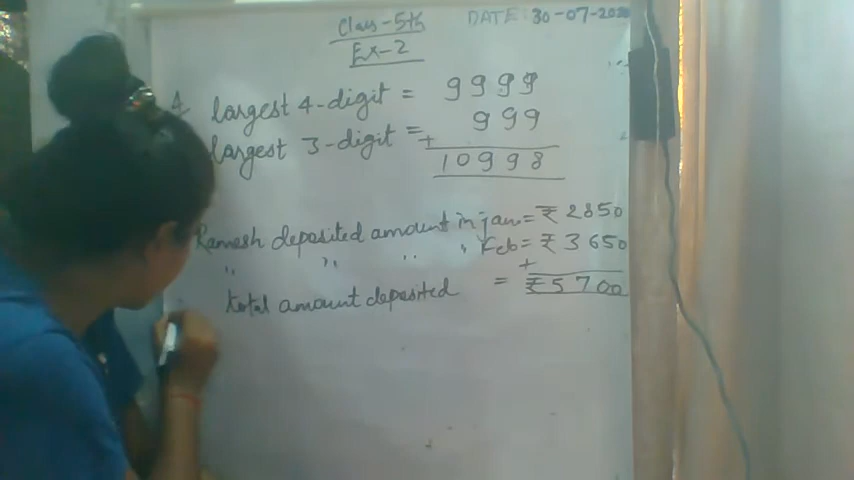 Class-5th
DATE: 30-07-2020
Ex-2
4 largest 4-digit = 9999
largest 3-digit = + 999
10998
Ramesh deposited amount in jan = ₹ 2850
" " " " Feb = ₹ 3650
+
total amount deposited = ₹5700